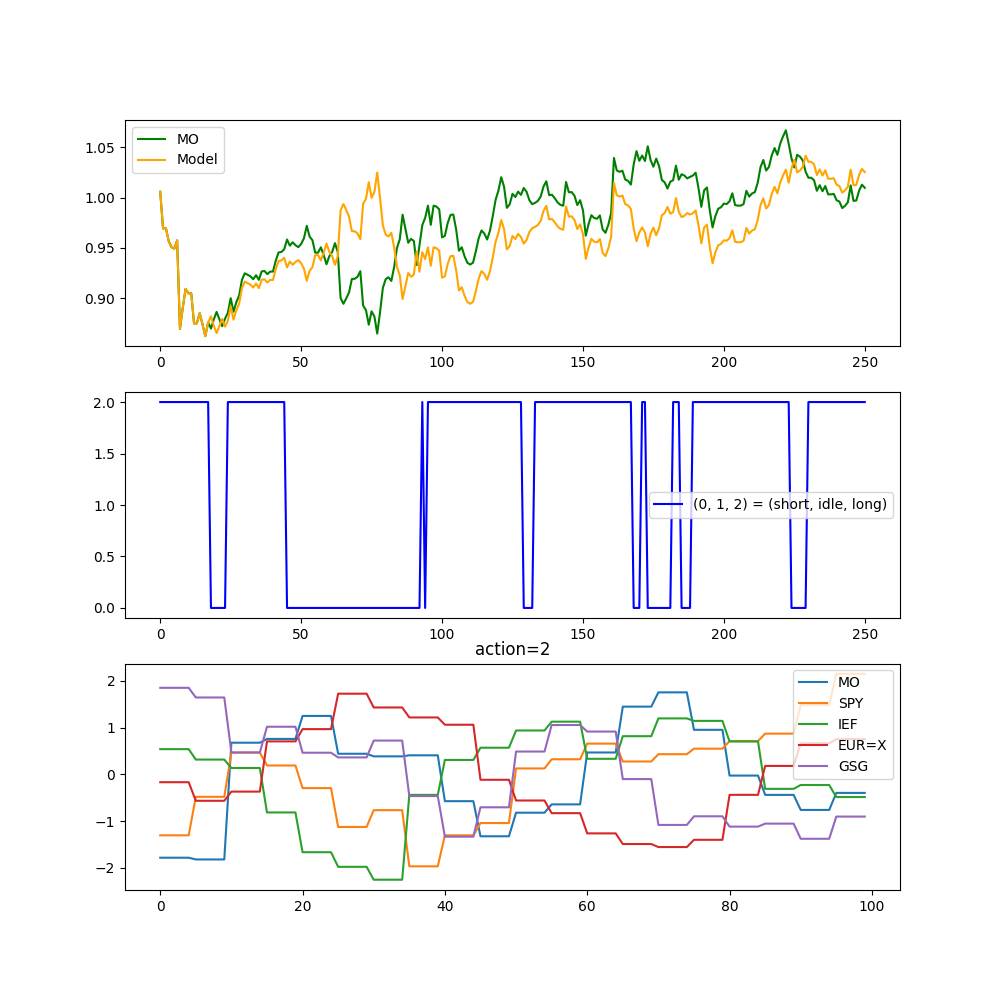 MO
Model
1.05
1.00
0.95
0.90
0 50 100 150 200 250
2.0
1.5
1.0
0.5
0.0
(0, 1, 2) = (short, idle, long)
0 50 100 150 200 250
action=2
2
1
0
−1
−2
MO
SPY
IEF
EUR=X
GSG
0 20 40 60 80 100